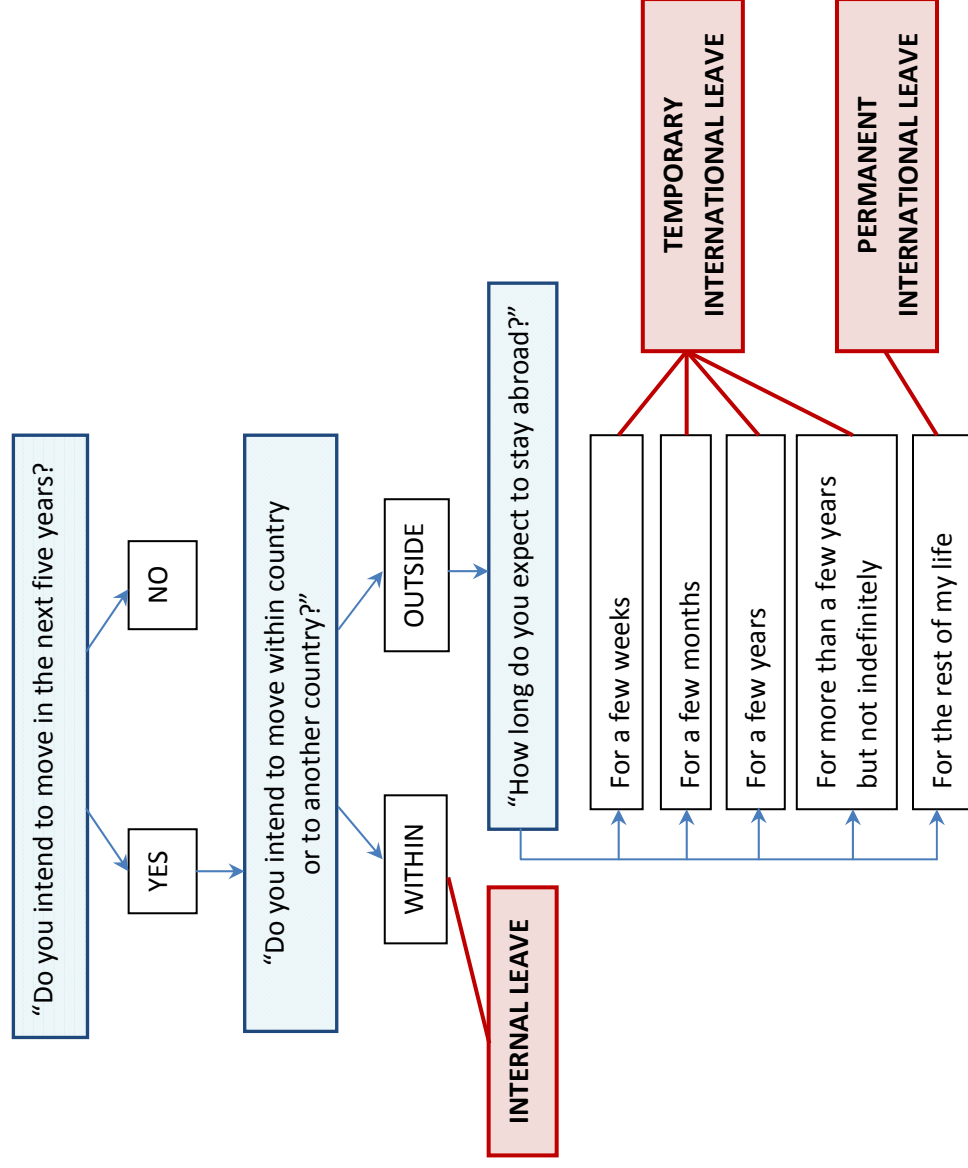 “Do you intend to move in the next five years?
YES
NO
“Do you intend to move within country
or to another country?”
WITHIN
OUTSIDE
INTERNAL LEAVE
“How long do you expect to stay abroad?”
For a few weeks
For a few months
For a few years
For more than a few years
but not indefinitely
For the rest of my life
TEMPORARY
INTERNATIONAL LEAVE
PERMANENT
INTERNATIONAL LEAVE